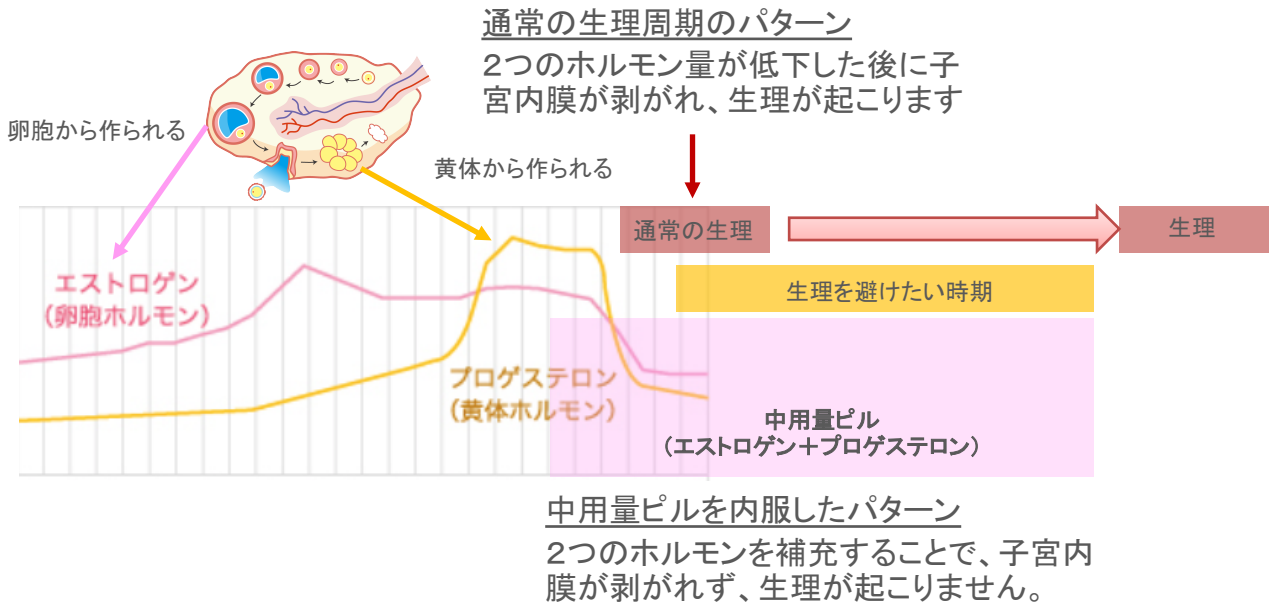 通常の生理周期のパターン
２つのホルモン量が低下した後に子
宮内膜が剥がれ、生理が起こります
卵胞から作られる
黄体から作られる
通常の生理
生理
生理を避けたい時期
エストロゲン
（卵胞ホルモン）
プロゲステロン
（黄体ホルモン）
中用量ピル
（エストロゲン＋プロゲステロン）
中用量ピルを内服したパターン
２つのホルモンを補充することで、子宮内
膜が剥がれず、生理が起こりません。